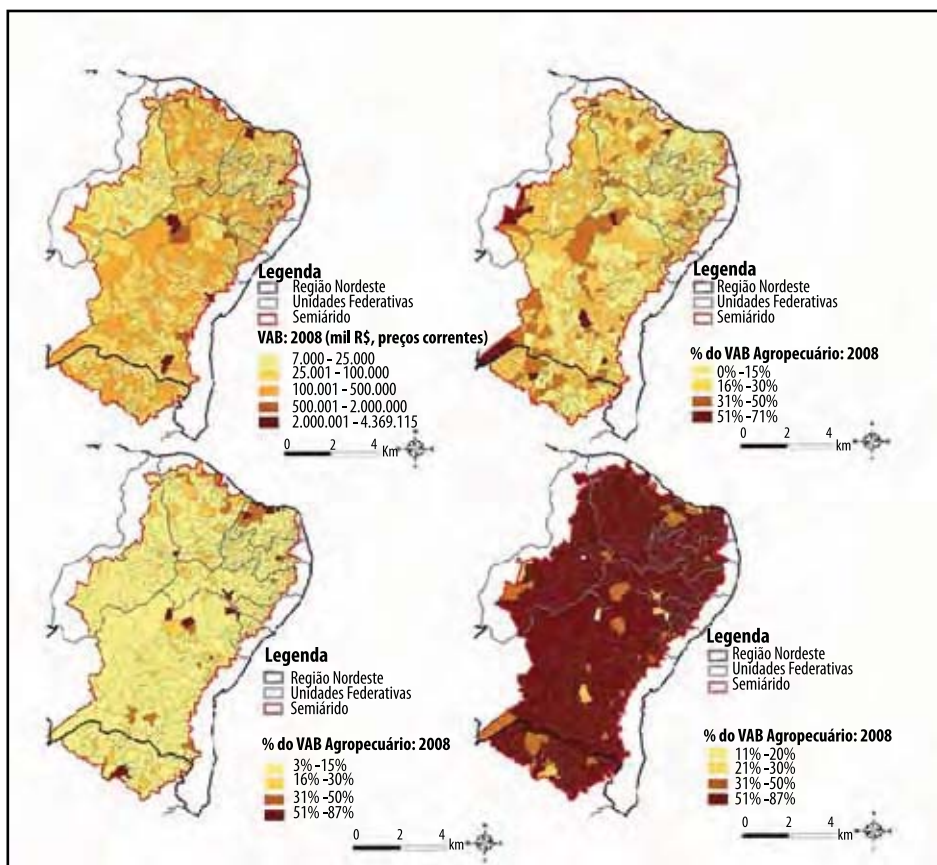 Legenda
Região Nordeste
Unidades Federativas
Semiárido
VAB: 2008 (mil R$, preços correntes)
7.000 - 25.000
25.001 - 100.000
100.001 - 500.000
500.001 - 2.000.000
2.000.001 - 4.369.115
0 2 4
Km
Legenda
Região Nordeste
Unidades Federativas
Semiárido
% do VAB Agropecuário: 2008
0% -15%
16% -30%
31% -50%
51% -71%
0 2 4
km
Legenda
Região Nordeste
Unidades Federativas
Semiárido
% do VAB Agropecuário: 2008
3% -15%
16% -30%
31% -50%
51% -87%
0 2 4
km
Legenda
Região Nordeste
Unidades Federativas
Semiárido
% do VAB Agropecuário: 2008
11% -20%
21% -30%
31% -50%
51% -87%
0 2 4
km